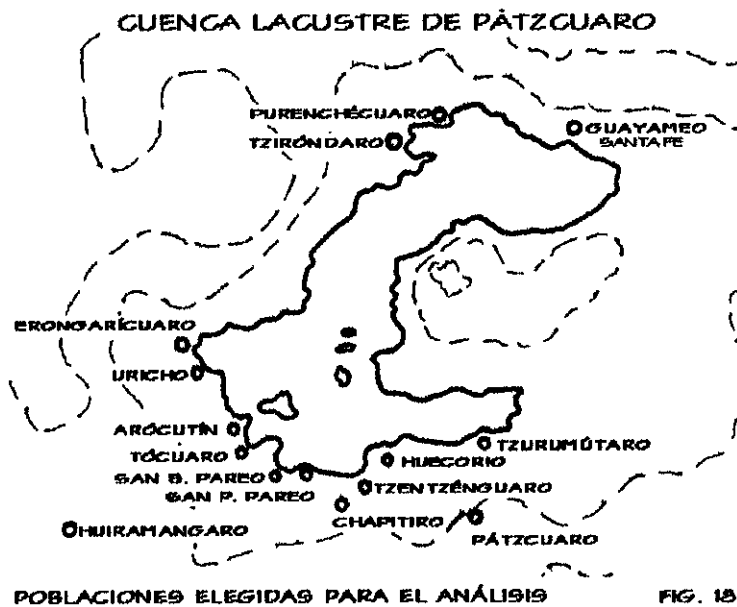 CUENCA LACUSTRE DE PÁTZCUARO
PURENCHÉCUARO
TZIRÓNDARO
GUAYAMEO
SANTA FE
ERONGARÍCUARO
URICHO
ARÓCUTÍN
TÓCUARO
SAN B. PAREO
SAN P. PAREO
HUECORIO
TZURUMÚTARO
TZENTZÉNGUARO
CHAPITIRO
HUIRAMANGARO
PÁTZCUARO
POBLACIONES ELEGIDAS PARA EL ANÁLISIS
FIG. 18